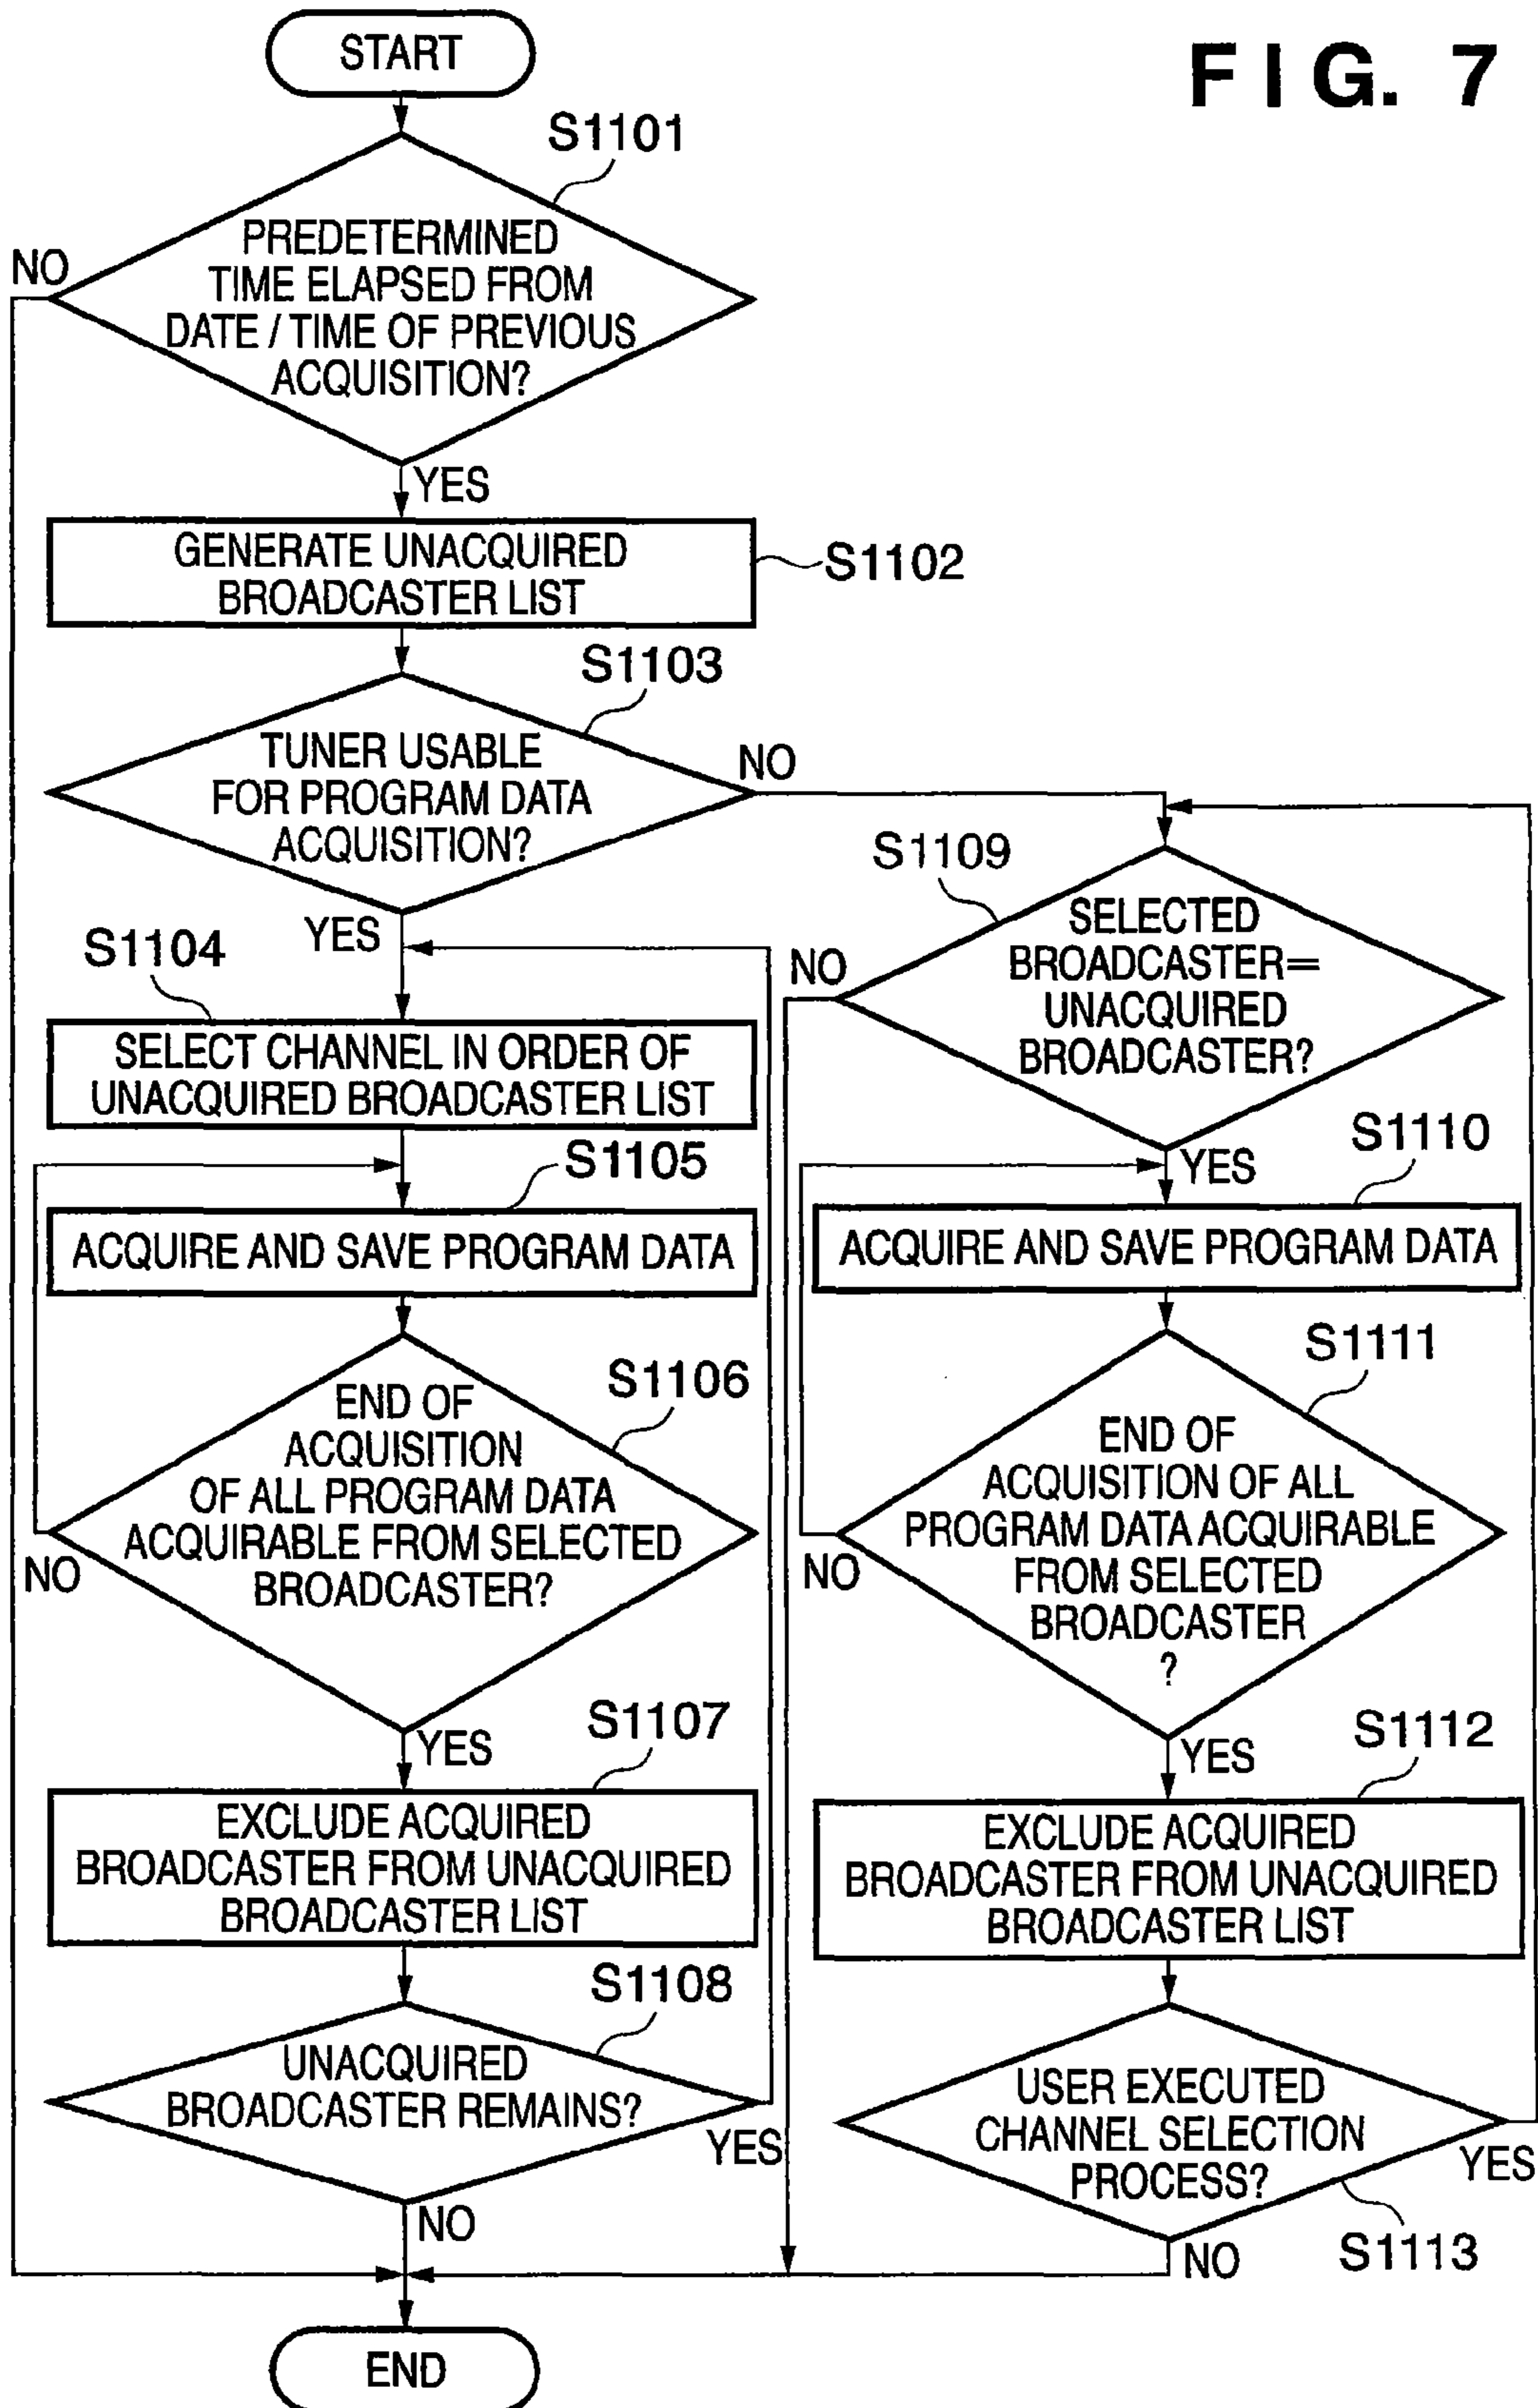 FIG. 7
START
S1101
PREDETERMINED
TIME ELAPSED FROM
DATE / TIME OF PREVIOUS
ACQUISITION?
NO
YES
GENERATE UNACQUIRED
BROADCASTER LIST
S1102
S1103
TUNER USABLE
FOR PROGRAM DATA
ACQUISITION?
NO
YES
S1104
SELECT CHANNEL IN ORDER OF
UNACQUIRED BROADCASTER LIST
S1105
ACQUIRE AND SAVE PROGRAM DATA
S1106
END OF
ACQUISITION
OF ALL PROGRAM DATA
ACQUIRABLE FROM SELECTED
BROADCASTER?
NO
YES
S1107
EXCLUDE ACQUIRED
BROADCASTER FROM UNACQUIRED
BROADCASTER LIST
S1108
UNACQUIRED
BROADCASTER REMAINS?
YES
NO
S1109
SELECTED
BROADCASTER=
UNACQUIRED
BROADCASTER?
NO
YES
S1110
ACQUIRE AND SAVE PROGRAM DATA
S1111
END OF
ACQUISITION OF ALL
PROGRAM DATA ACQUIRABLE
FROM SELECTED
BROADCASTER
?
NO
YES
S1112
EXCLUDE ACQUIRED
BROADCASTER FROM UNACQUIRED
BROADCASTER LIST
USER EXECUTED
CHANNEL SELECTION
PROCESS?
YES
S1113
NO
END